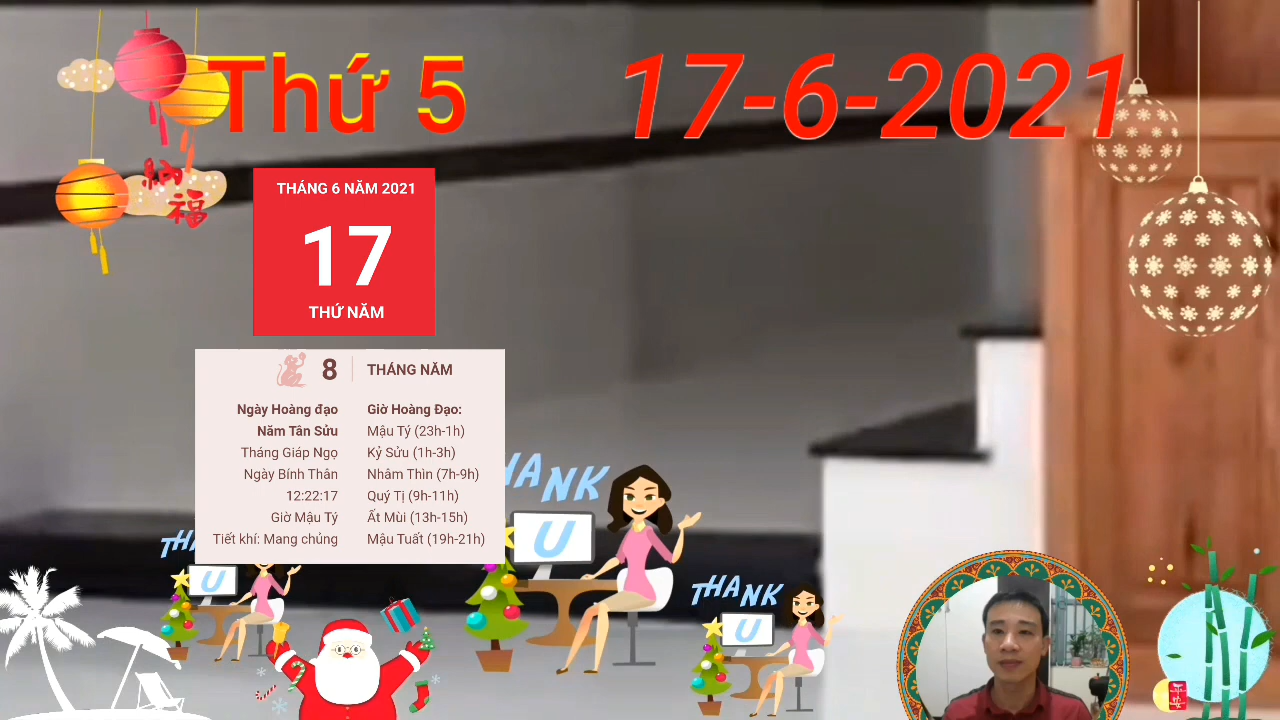 Thứ 5
17-6-2021
納
福
THÁNG 6 NĂM 2021
17
THỨ NĂM
8
THÁNG NĂM
Ngày Hoàng đạo
Năm Tân Sửu
Tháng Giáp Ngọ
Ngày Bính Thân
12:22:17
Giờ Mậu Tý
Tiết khí: Mang chủng
Giờ Hoàng Đạo:
Mậu Tý (23h-1h)
Kỷ Sửu (1h-3h)
Nhâm Thìn (7h-9h)
Quý Tị (9h-11h)
Ất Mùi (13h-15h)
Mậu Tuất (19h-21h)
HANK
U
THA
U
THANK
U